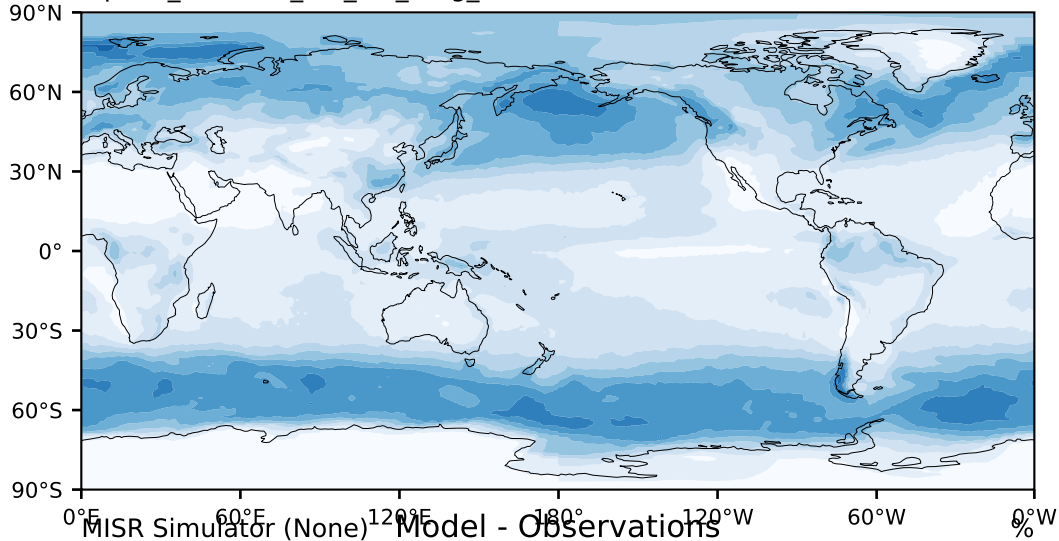 90°N
60°N
30°N
0°
30°S
60°S
90°S
0°E 60°E 120°E 180° 120°W 60°W 0°W
MISR Simulator (None) Model - Observations %